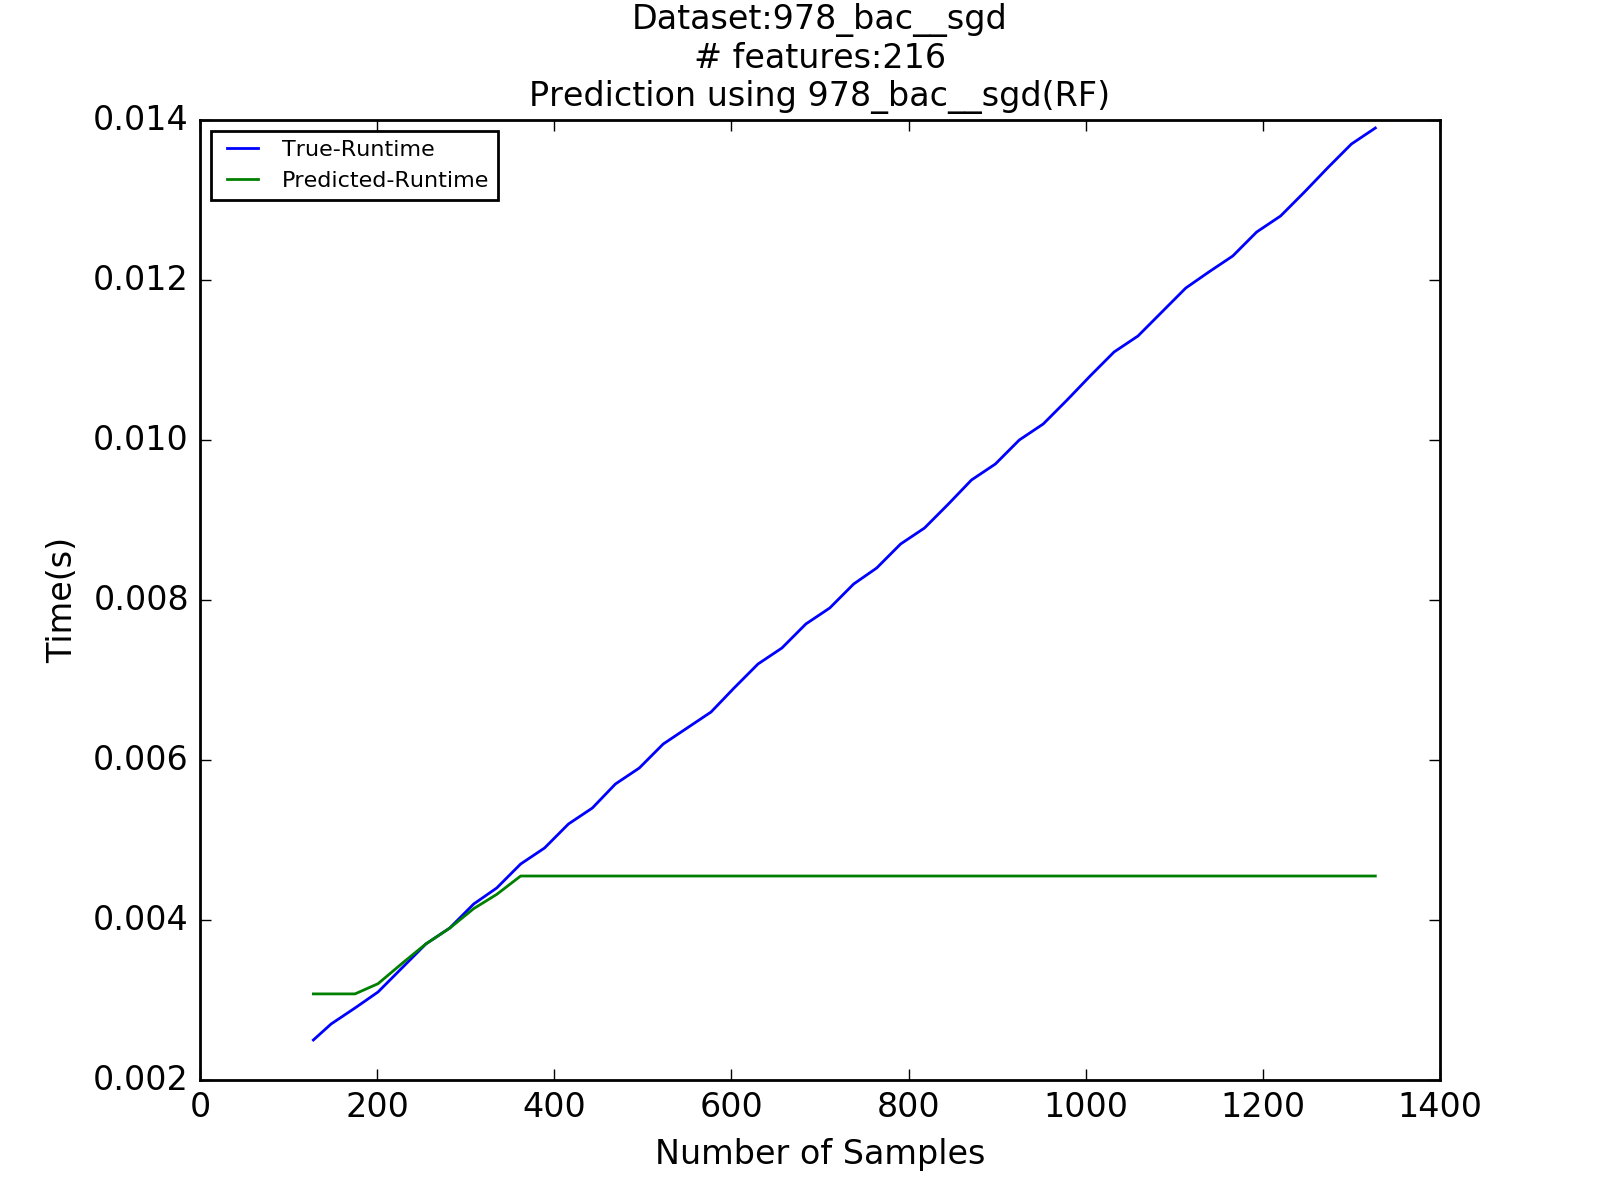 Dataset:978_bac__sgd
# features:216
Prediction using 978_bac__sgd(RF)
True-Runtime
Predicted-Runtime
0.014
0.012
0.010
0.008
0.006
0.004
0.002
Time(s)
0 200 400 600 800 1000 1200 1400
Number of Samples